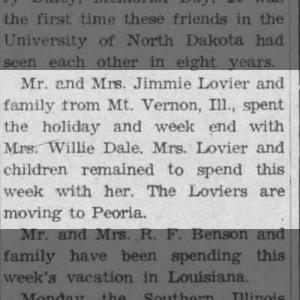 Daley, Memorial Day. It was
the first time these friends in the
University of North Dakota had
seen each other in eight years.
Mr. and Mrs. Jimmie Lovier and
family from Mt. Vernon, Ill., spent
the holiday and week end with
Mrs. Willie Dale. Mrs. Lovier and
children remained to spend this
week with her. The Loviers are
moving to Peoria.
Mr. and Mrs. R. F. Benson and
family have been spending this
week's vacation in Louisiana.
Monday the Southern Illinois